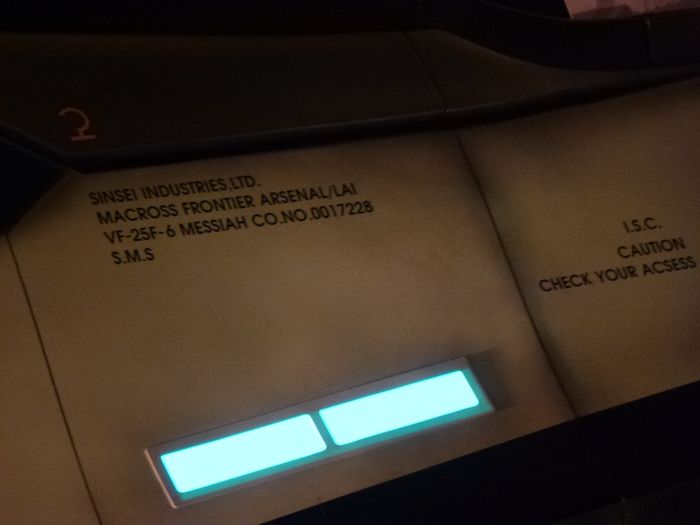 SINSEI INDUSTRIES,LTD.
MACROSS FRONTIER ARSENAL/LAI
VF-25F-6 MESSIAH CO.NO.0017228
S.M.S
I.S.C.
CAUTION
CHECK YOUR ACSESS